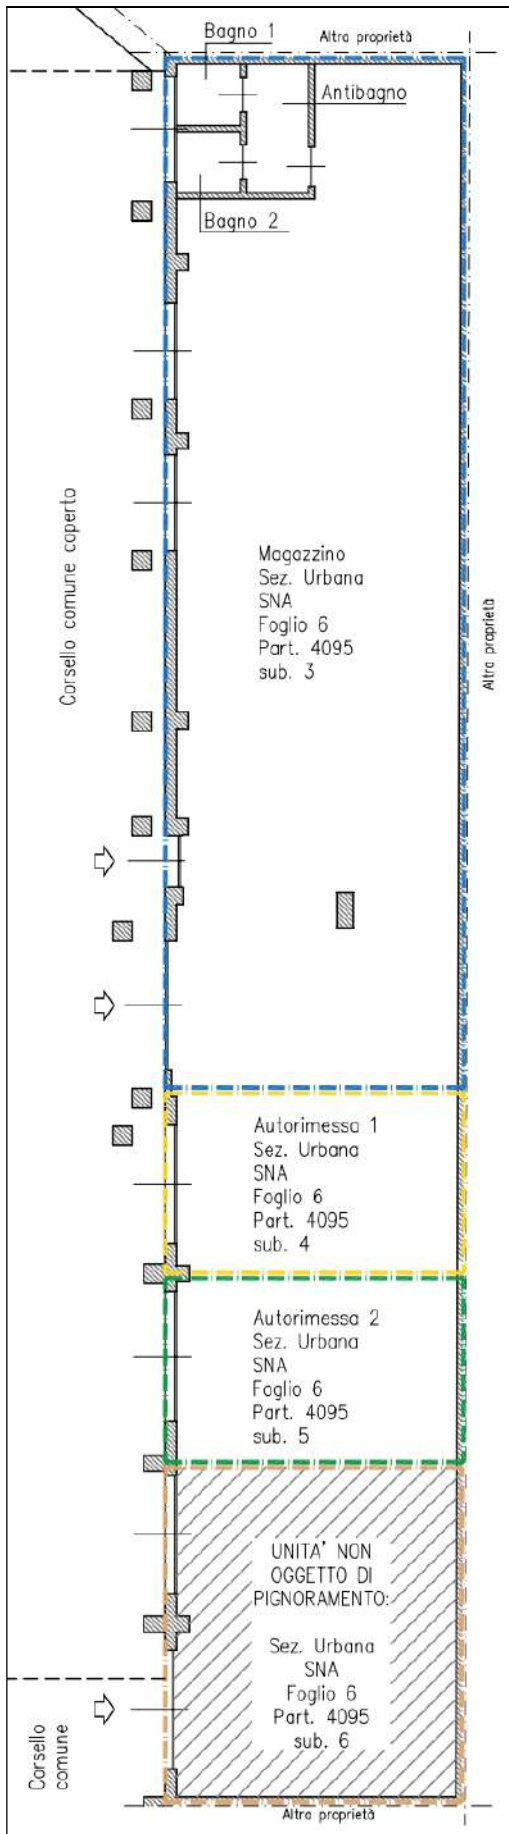 Bagno 1
Altra proprietà
Antibagno
Bagno 2
Corsello comune coperto
Magazzino
Sez. Urbana
SNA
Foglio 6
Part. 4095
sub. 3
Altra proprietà
Autorimessa 1
Sez. Urbana
SNA
Foglio 6
Part. 4095
sub. 4
Autorimessa 2
Sez. Urbana
SNA
Foglio 6
Part. 4095
sub. 5
UNITA' NON
OGGETTO DI
PIGNORAMENTO:
Sez. Urbana
SNA
Foglio 6
Part. 4095
sub. 6
Corsello
comune
Altra proprietà